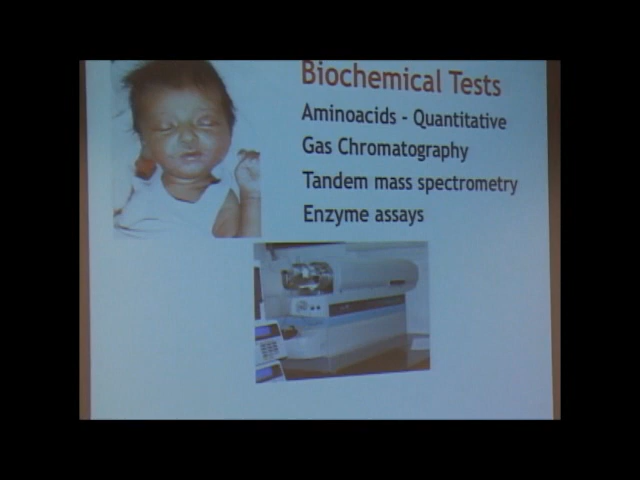 Biochemical Tests
Aminoacids - Quantitative
Gas Chromatography
Tandem mass spectrometry
Enzyme assays